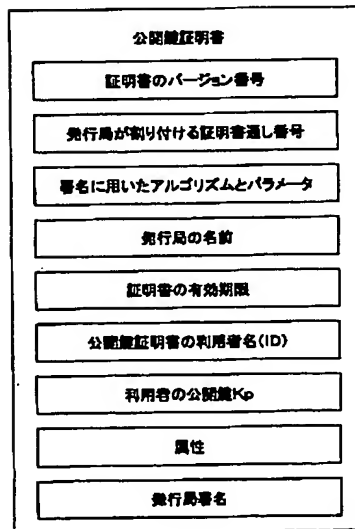 公開鍵証明書
証明書のバージョン番号
発行局が割り付ける証明書通し番号
署名に用いたアルゴリズムとパラメータ
発行局の名前
証明書の有効期限
公開鍵証明書の利用者名(ID)
利用者の公開鍵Kp
属性
発行局署名